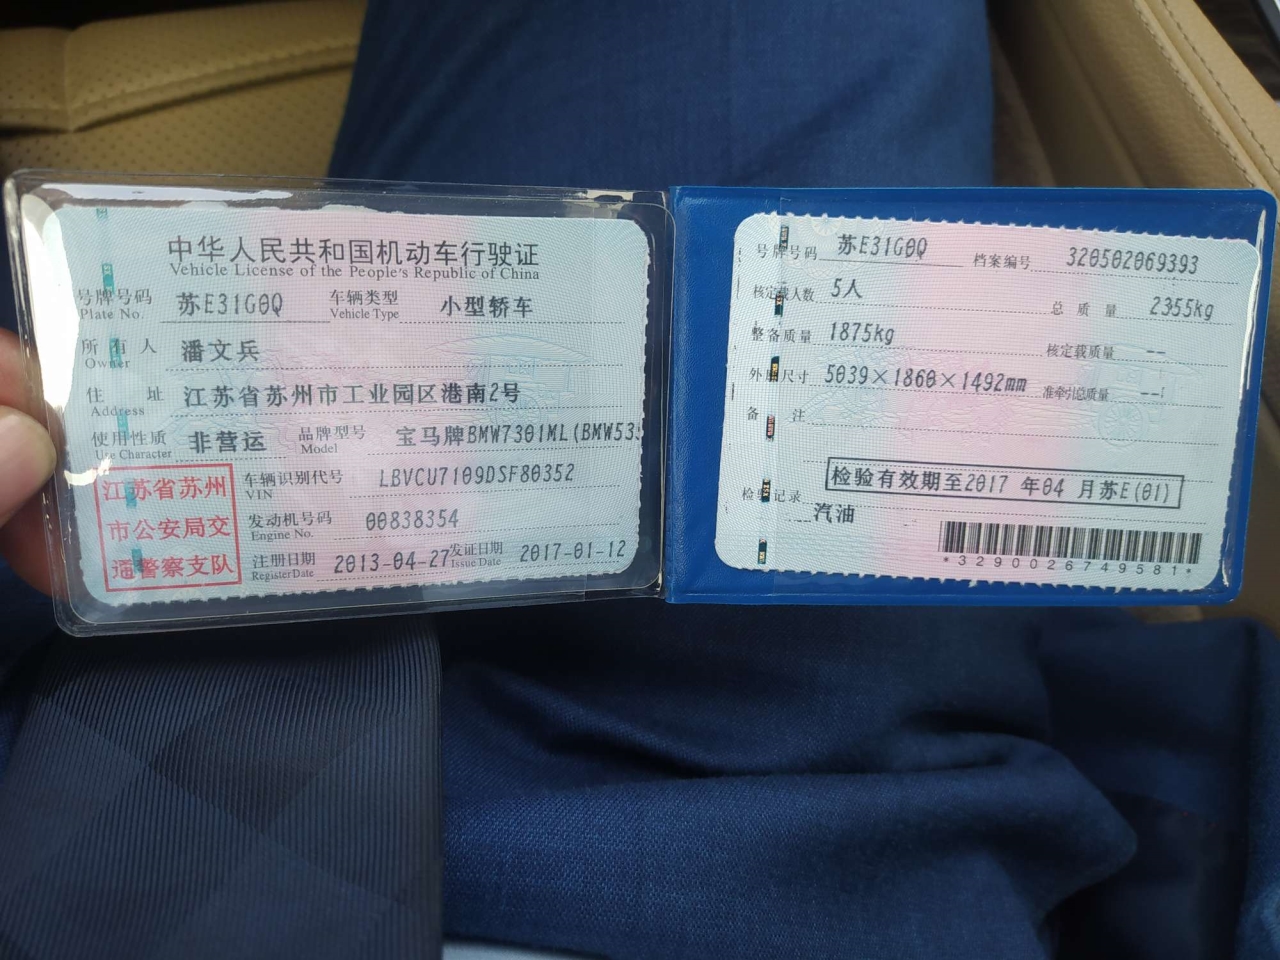 中华人民共和国机动车行驶证
Vehicle License of the People's Republic of China
号牌号码 苏E31G0Q 车辆类型 小型轿车
Plate No. Vehicle Type
所有人 潘文兵
Owner
住址 江苏省苏州市工业园区港南2号
Address
使用性质 非营运 品牌型号 宝马牌BMW7301ML(BMW535
Use Character Model
江苏省苏州
市公安局交
通警察支队
车辆识别代号 LBVCU7109DSF80352
VIN
发动机号码 00838354
Engine No.
注册日期 2013-04-27 发证日期 2017-01-12
Register Date Issue Date
号牌号码 苏E31G0Q 档案编号 320502069393
核定载人数 5人 总质量 2355kg
整备质量 1875kg 核定载质量 --
外廓尺寸 5039×1860×1492mm 准牵引总质量 --
备注
检验有效期至2017 年04 月苏E(01)
检验记录
汽油
*3290026749581*